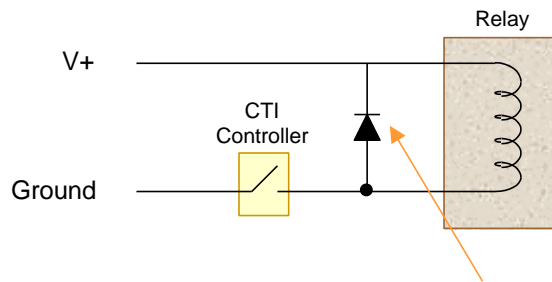 Relay
V+
CTI
Controller
Ground